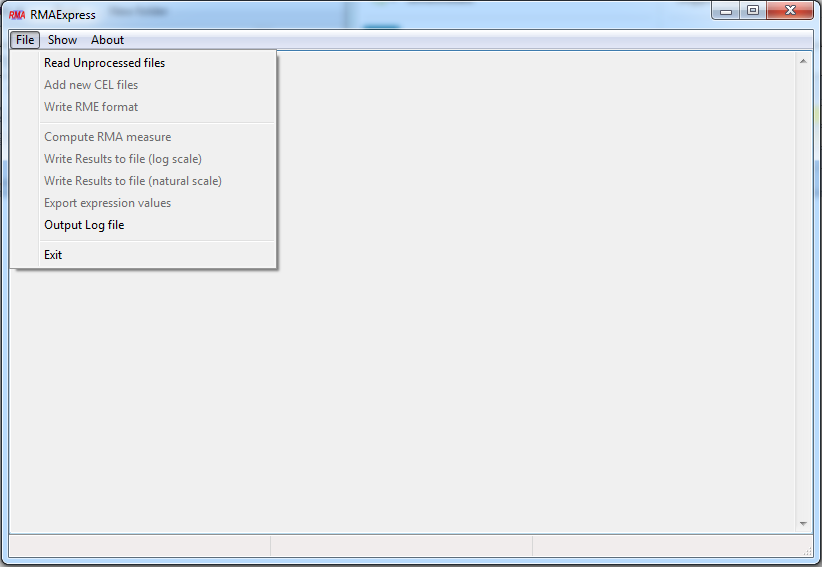 RMA RMAExpress
File Show About
Read Unprocessed files
Add new CEL files
Write RME format
Compute RMA measure
Write Results to file (log scale)
Write Results to file (natural scale)
Export expression values
Output Log file
Exit